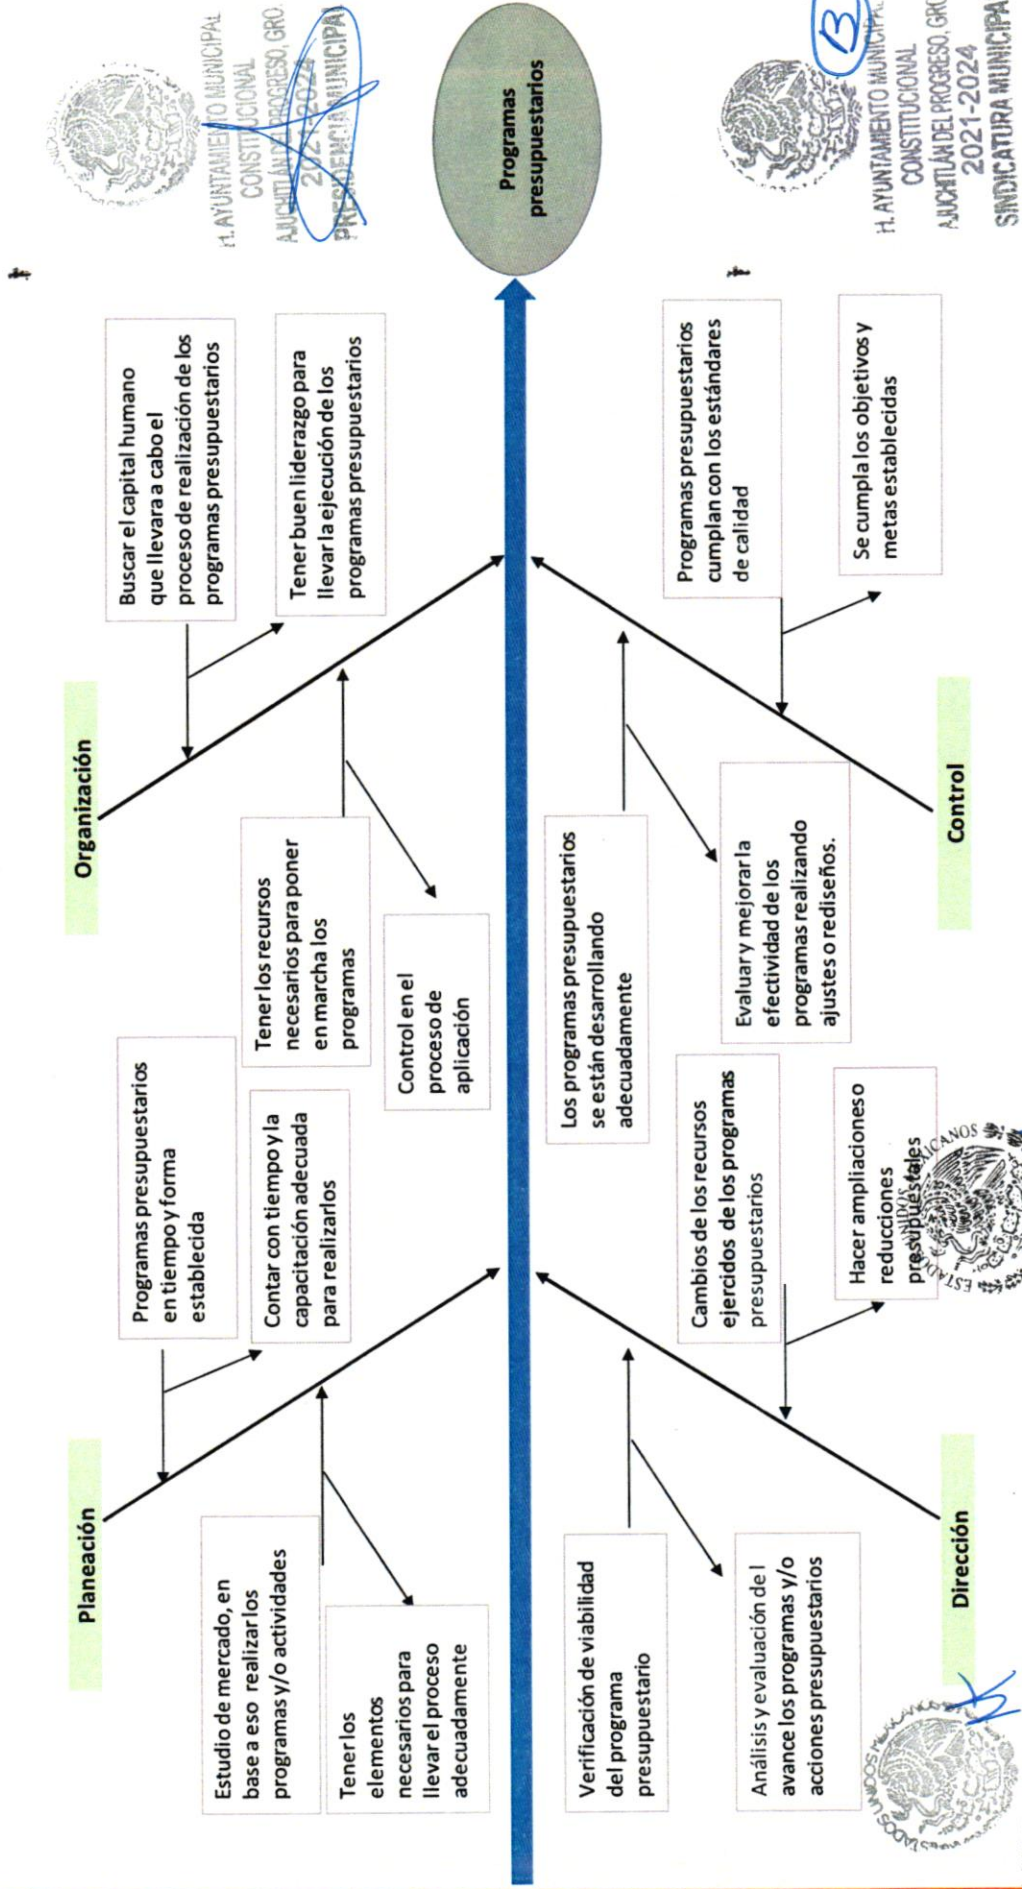 Planeación
Organización
Programas presupuestarios
en tiempo y forma
establecida
Buscar el capital humano
que llevara a cabo el
proceso de realización de los
programas presupuestarios
Estudio de mercado, en
base a eso realizar los
programas y/o actividades
Contar con tiempo y la
capacitación adecuada
para realizarlos
Tener los recursos
necesarios para poner
en marcha los
programas
Tener buen liderazgo para
llevar la ejecución de los
programas presupuestarios
Tener los
elementos
necesarios para
llevar el proceso
adecuadamente
Control en el
proceso de
aplicación
Programas
presupuestarios
Verificación de viabilidad
del programa
presupuestario
Cambios de los recursos
ejercidos de los programas
presupuestarios
Los programas presupuestarios
se están desarrollando
adecuadamente
Programas presupuestarios
cumplan con los estándares
de calidad
Análisis y evaluación de l
avance los programas y/o
acciones presupuestarios
Hacer ampliaciones o
reducciones
presupuestales
Evaluar y mejorar la
efectividad de los
programas realizando
ajustes o rediseños.
Se cumpla los objetivos y
metas establecidas
Dirección
Control
H. AYUNTAMIENTO MUNICIPAL
CONSTITUCIONAL
AJUCHITLÁN DEL PROGRESO, GRO.
2021-2024
PRESIDENCIA MUNICIPAL
H. AYUNTAMIENTO MUNICIPAL
CONSTITUCIONAL
AJUCHITLÁN DEL PROGRESO, GRO
2021-2024
SINDICATURA MUNICIPA